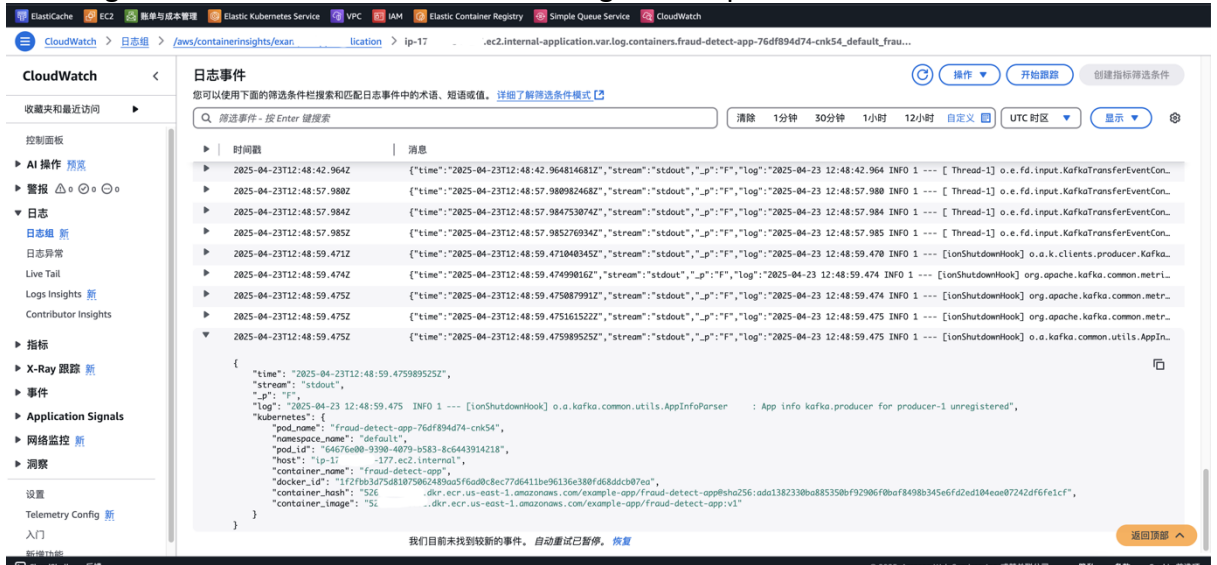 ElastiCache EC2 账单与成本管理 Elastic Kubernetes Service VPC IAM Elastic Container Registry Simple Queue Service CloudWatch
CloudWatch > 日志组 > /aws/containerinsights/exam lication > ip-17 .ec2.internal-application.var.log.containers.fraud-detect-app-76df894d74-cnk54_default_frau...
CloudWatch
收藏夹和最近访问
控制面板
AI 操作 预览
警报 0 0 0
日志
日志组 新
日志异常
Live Tail
Logs Insights 新
Contributor Insights
指标
X-Ray 跟踪 新
事件
Application Signals
网络监控 新
洞察
设置
Telemetry Config 新
入门
新增功能
日志事件
操作 开始跟踪 创建指标筛选条件
您可以使用下面的筛选条件栏搜索和匹配日志事件中的术语、短语或值。 详细了解筛选条件模式
筛选事件 - 按 Enter 键搜索 清除 1分钟 30分钟 1小时 12小时 自定义 UTC 时区 显示
时间戳 消息
2025-04-23T12:48:42.964Z {"time":"2025-04-23T12:48:42.964814681Z","stream":"stdout","_p":"F","log":"2025-04-23 12:48:42.964 INFO 1 --- [ Thread-1] o.e.fd.input.KafkaTransferEventCon...
2025-04-23T12:48:57.980Z {"time":"2025-04-23T12:48:57.980982468Z","stream":"stdout","_p":"F","log":"2025-04-23 12:48:57.980 INFO 1 --- [ Thread-1] o.e.fd.input.KafkaTransferEventCon...
2025-04-23T12:48:57.984Z {"time":"2025-04-23T12:48:57.984753074Z","stream":"stdout","_p":"F","log":"2025-04-23 12:48:57.984 INFO 1 --- [ Thread-1] o.e.fd.input.KafkaTransferEventCon...
2025-04-23T12:48:57.985Z {"time":"2025-04-23T12:48:57.985276934Z","stream":"stdout","_p":"F","log":"2025-04-23 12:48:57.985 INFO 1 --- [ Thread-1] o.e.fd.input.KafkaTransferEventCon...
2025-04-23T12:48:59.471Z {"time":"2025-04-23T12:48:59.471040345Z","stream":"stdout","_p":"F","log":"2025-04-23 12:48:59.470 INFO 1 --- [ionShutdownHook] o.a.k.clients.producer.Kafka...
2025-04-23T12:48:59.474Z {"time":"2025-04-23T12:48:59.47499016Z","stream":"stdout","_p":"F","log":"2025-04-23 12:48:59.474 INFO 1 --- [ionShutdownHook] org.apache.kafka.common.metri...
2025-04-23T12:48:59.475Z {"time":"2025-04-23T12:48:59.475087991Z","stream":"stdout","_p":"F","log":"2025-04-23 12:48:59.474 INFO 1 --- [ionShutdownHook] org.apache.kafka.common.metr...
2025-04-23T12:48:59.475Z {"time":"2025-04-23T12:48:59.475161522Z","stream":"stdout","_p":"F","log":"2025-04-23 12:48:59.475 INFO 1 --- [ionShutdownHook] org.apache.kafka.common.metr...
2025-04-23T12:48:59.475Z {"time":"2025-04-23T12:48:59.475989525Z","stream":"stdout","_p":"F","log":"2025-04-23 12:48:59.475 INFO 1 --- [ionShutdownHook] o.a.kafka.common.utils.AppIn...
{
"time": "2025-04-23T12:48:59.475989525Z",
"stream": "stdout",
"_p": "F",
"log": "2025-04-23 12:48:59.475 INFO 1 --- [ionShutdownHook] o.a.kafka.common.utils.AppInfoParser : App info kafka.producer for producer-1 unregistered",
"kubernetes": {
"pod_name": "fraud-detect-app-76df894d74-cnk54",
"namespace_name": "default",
"pod_id": "64676e00-9390-4079-b583-8c6443914218",
"host": "ip-17 -177.ec2.internal",
"container_name": "fraud-detect-app",
"docker_id": "1f2fbb3d75d81075062489aa5f6ad0c8ec77d6411be96136e380fd68ddcb07ea",
"container_hash": "526 .dkr.ecr.us-east-1.amazonaws.com/example-app/fraud-detect-app@sha256:ada1382330ba885350bf92906f0baf8498b345e6fd2ed104eae07242df6fe1cf",
"container_image": "52 .dkr.ecr.us-east-1.amazonaws.com/example-app/fraud-detect-app:v1"
}
}
我们目前未找到较新的事件。 自动重试已暂停。 恢复
返回顶部